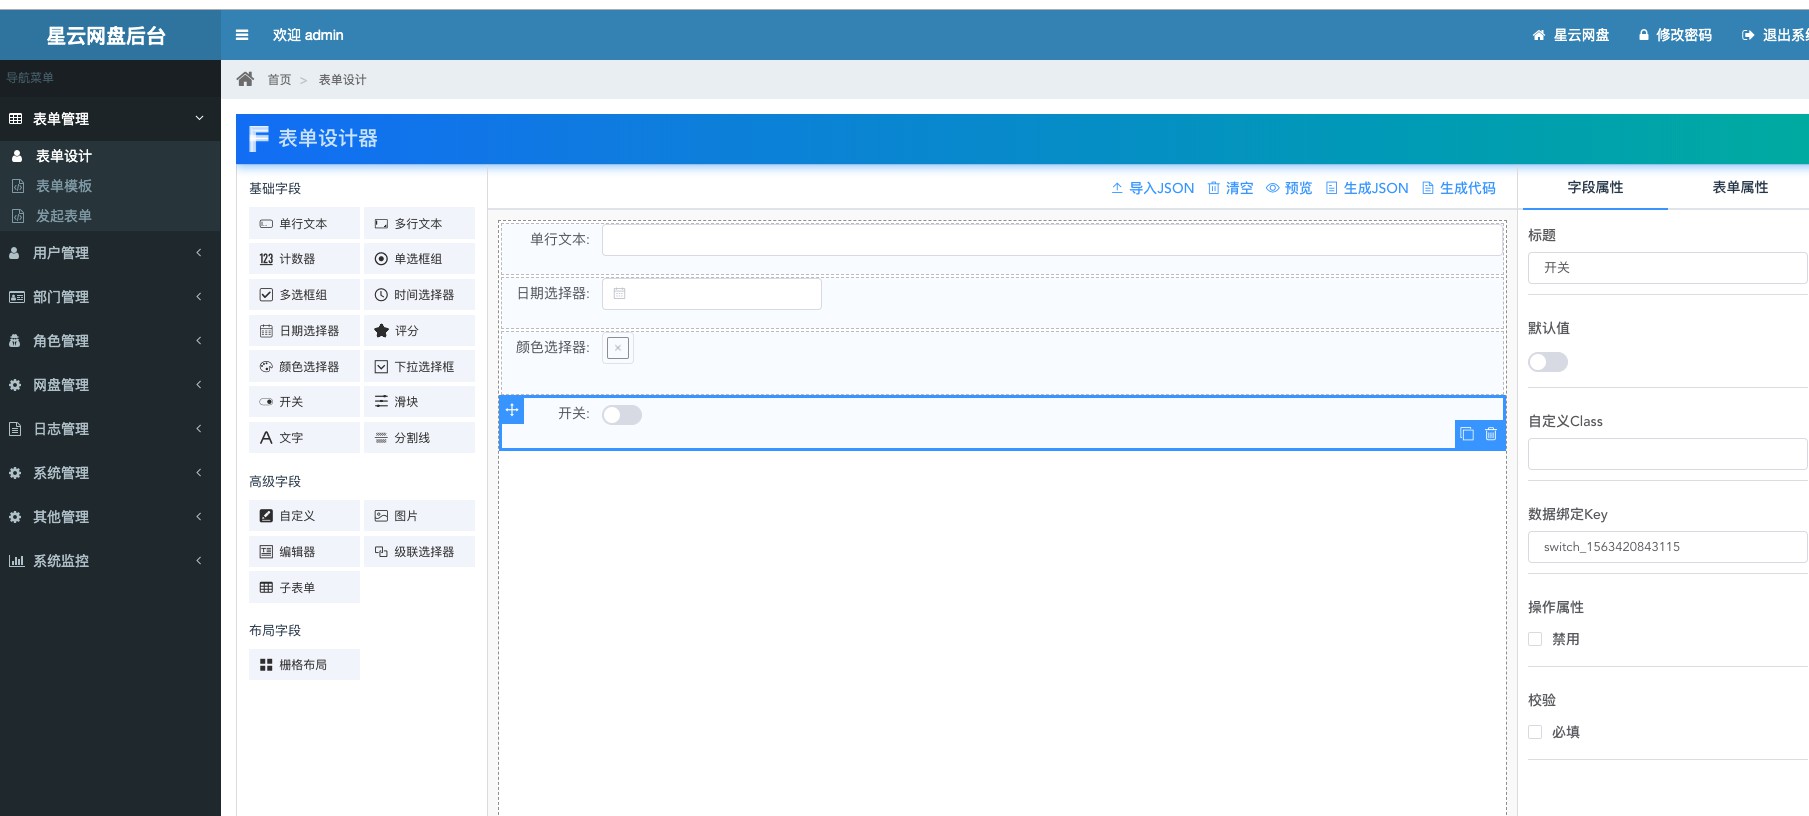 星云网盘后台
欢迎 admin
星云网盘
修改密码
退出系统
导航菜单
首页 > 表单设计
表单管理
表单设计
表单模板
发起表单
用户管理
部门管理
角色管理
网盘管理
日志管理
系统管理
其他管理
系统监控
表单设计器
基础字段
单行文本
多行文本
123 计数器
单选框组
多选框组
时间选择器
日期选择器
评分
颜色选择器
下拉选择框
开关
滑块
文字
分割线
高级字段
自定义
图片
编辑器
级联选择器
子表单
布局字段
栅格布局
导入JSON
清空
预览
生成JSON
生成代码
单行文本:
日期选择器:
颜色选择器:
开关:
字段属性
表单属性
标题
开关
默认值
自定义Class
数据绑定Key
switch_1563420843115
操作属性
禁用
校验
必填